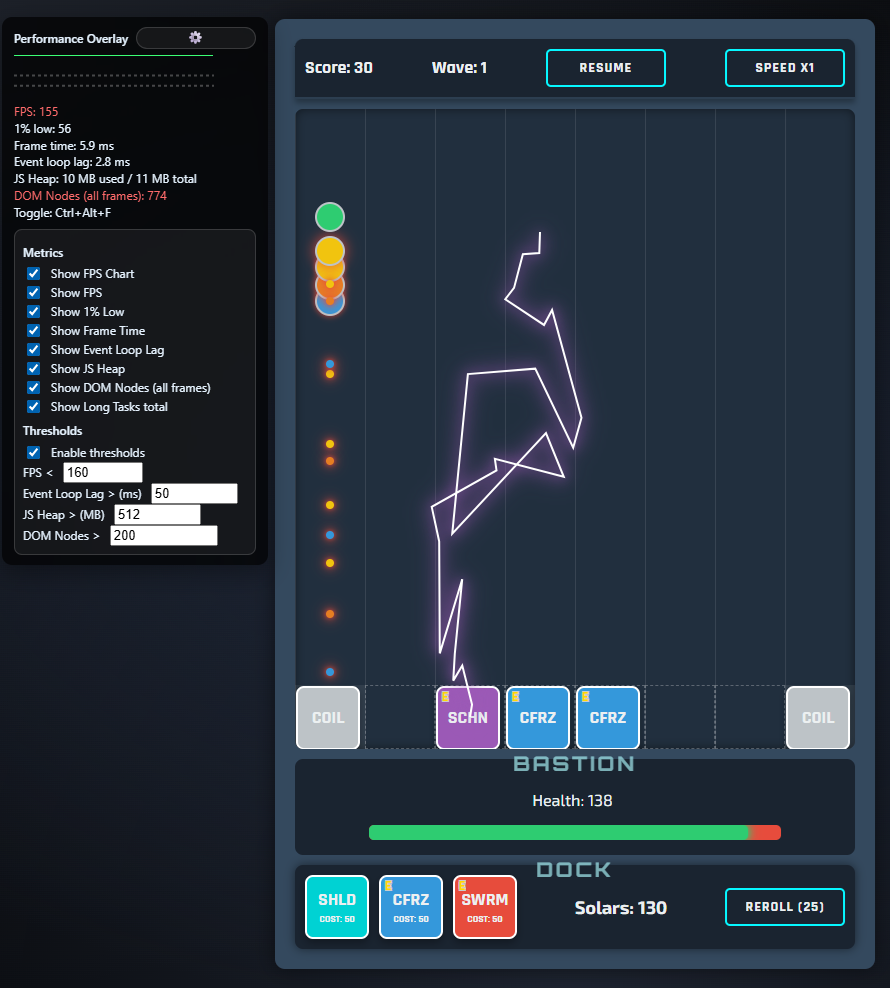 Performance Overlay
FPS: 155
1% low: 56
Frame time: 5.9 ms
Event loop lag: 2.8 ms
JS Heap: 10 MB used / 11 MB total
DOM Nodes (all frames): 774
Toggle: Ctrl+Alt+F
Metrics
Show FPS Chart
Show FPS
Show 1% Low
Show Frame Time
Show Event Loop Lag
Show JS Heap
Show DOM Nodes (all frames)
Show Long Tasks total
Thresholds
Enable thresholds
FPS < 160
Event Loop Lag > (ms) 50
JS Heap > (MB) 512
DOM Nodes > 200
Score: 30 Wave: 1 RESUME SPEED X1
COIL SCHN CFRZ CFRZ COIL
BASTION
Health: 138
DOCK
SHLD CFRZ SWRM
COST: 50 COST: 50 COST: 50
Solars: 130 REROLL (25)